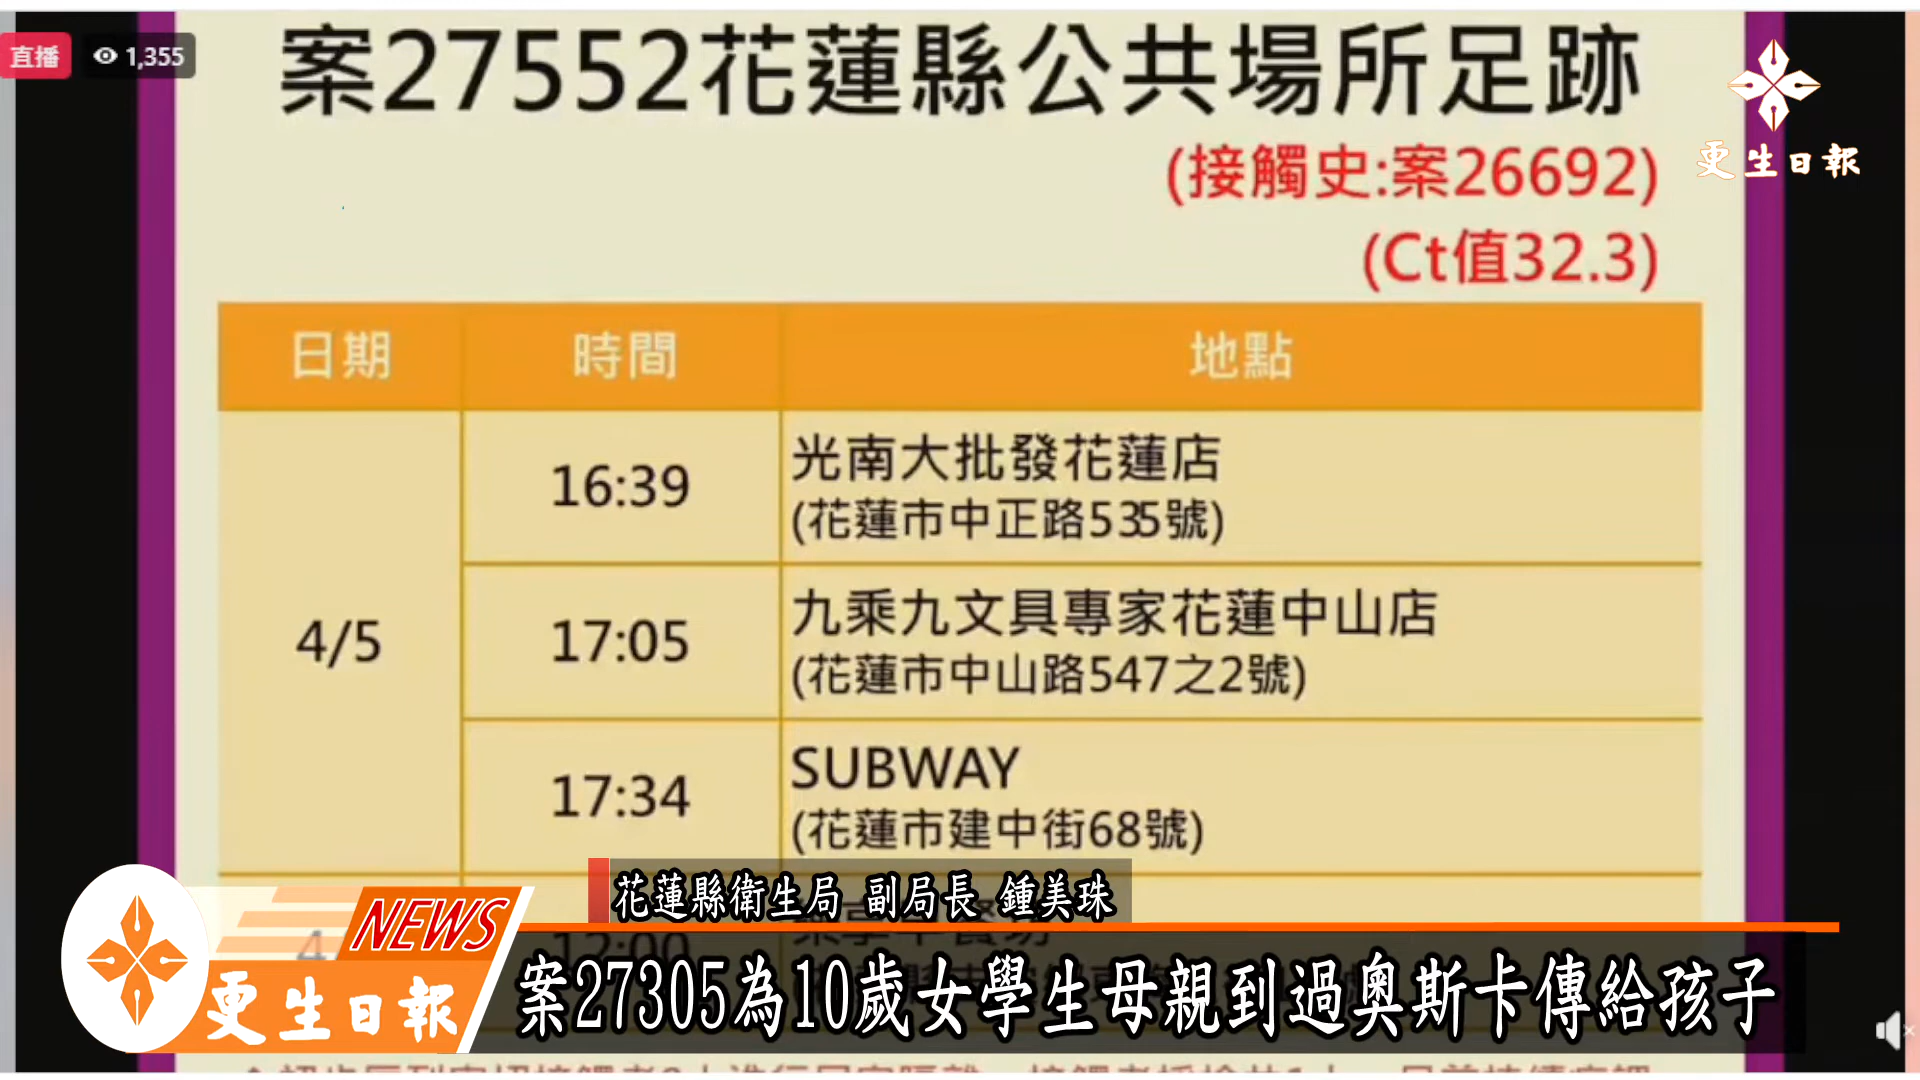 直播 1,355
案27552花蓮縣公共場所足跡
(接觸史:案26692)
(Ct值32.3)
更生日報
日期 時間 地點
4/5
16:39
光南大批發花蓮店
(花蓮市中正路535號)
17:05
九乘九文具專家花蓮中山店
(花蓮市中山路547之2號)
17:34
SUBWAY
(花蓮市建中街68號)
12:00
花蓮縣衛生局 副局長 鍾美珠
NEWS
更生日報
案27305為10歲女學生母親到過奧斯卡傳給孩子